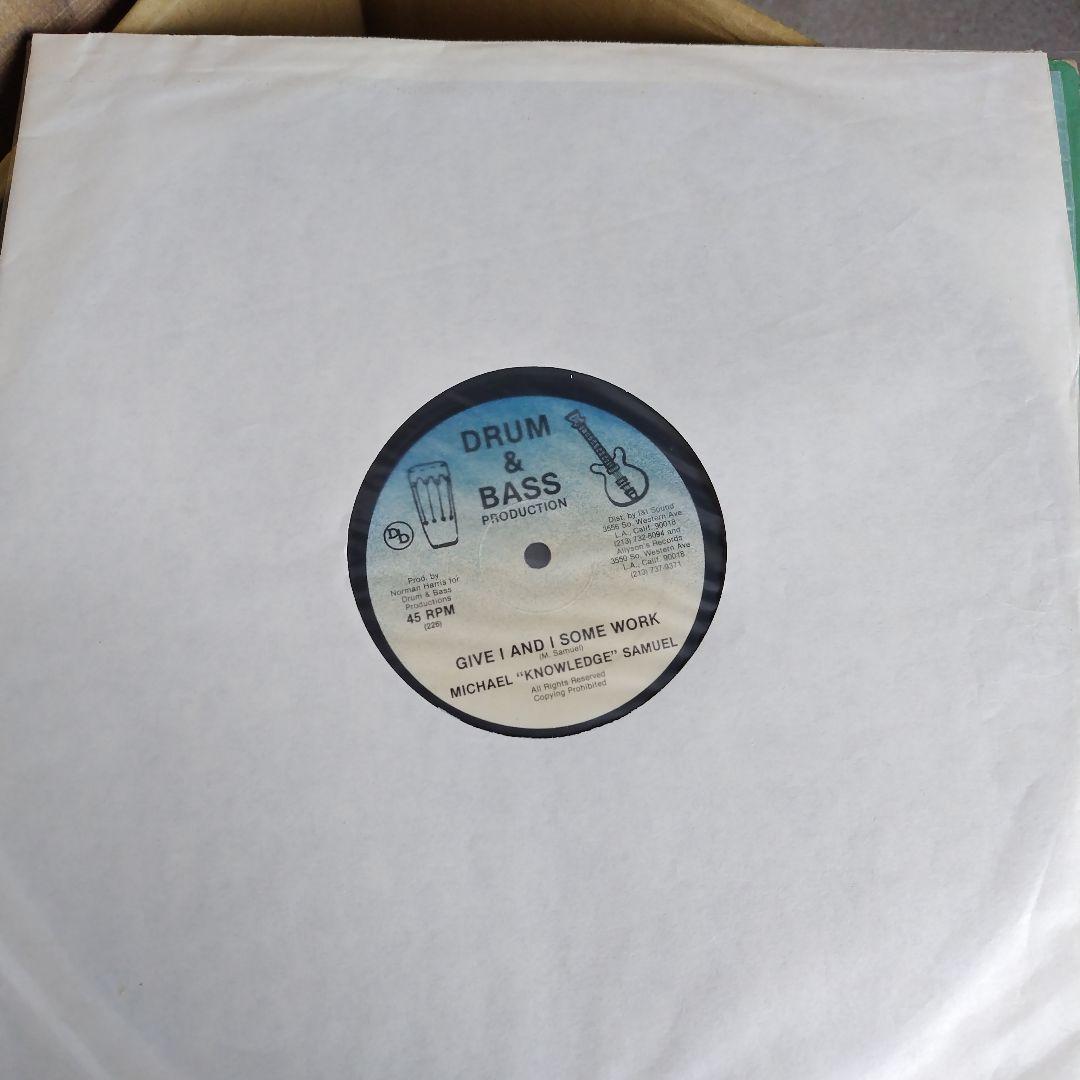 DRUM
&
BASS
PRODUCTION
DD
Dist. by I&I Sound
3556 So. Western Ave.
L.A., Calif. 90018
(213) 732-8094 and
Allyson's Records
3550 So. Western Ave
L.A., Calif. 90018
(213) 737-9371
Prod. by
Norman Harris for
Drum & Bass
Productions
45 RPM
(226)
GIVE I AND I SOME WORK
(M. Samuel)
MICHAEL "KNOWLEDGE" SAMUEL
All Rights Reserved
Copying Prohibited